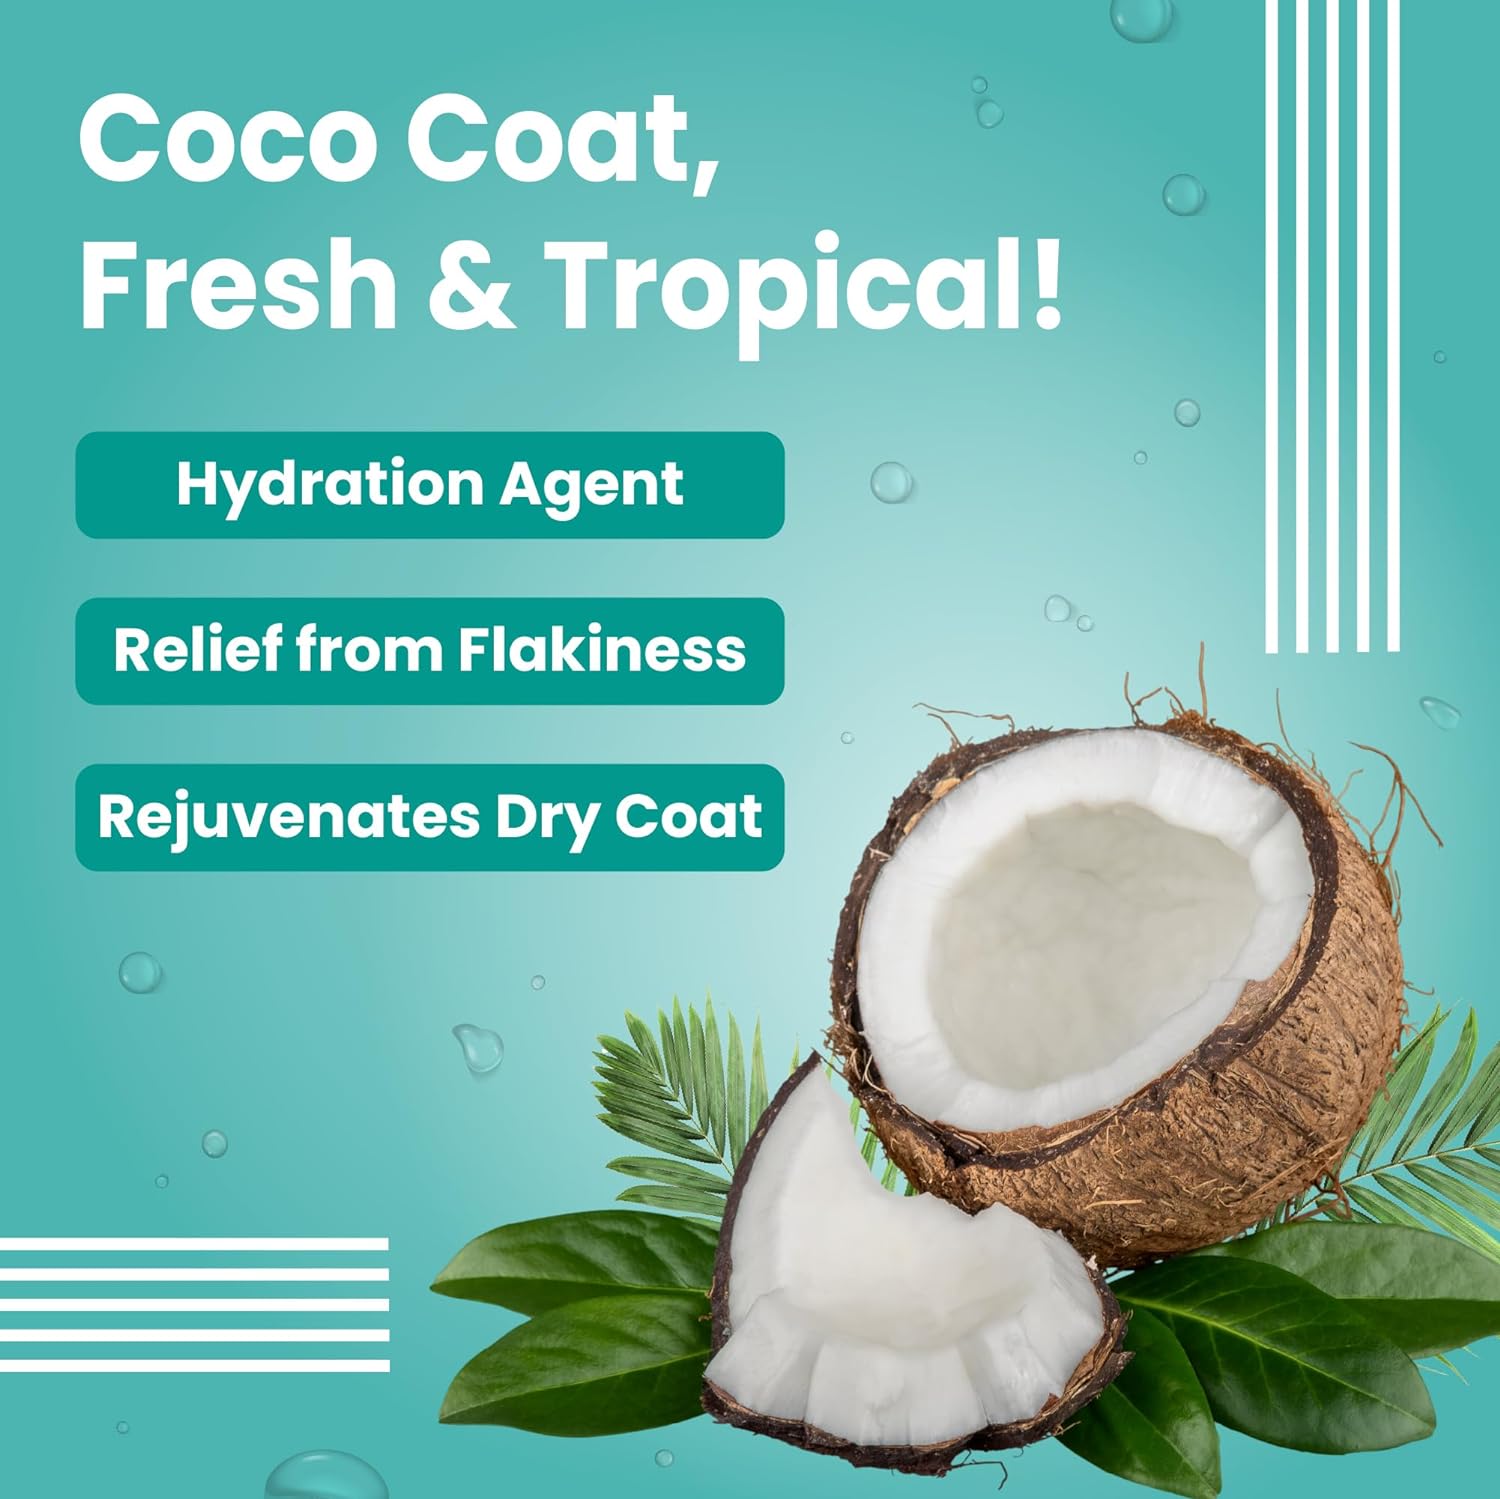 Coco Coat,
Fresh & Tropical!
Hydration Agent
Relief from Flakiness
Rejuvenates Dry Coat